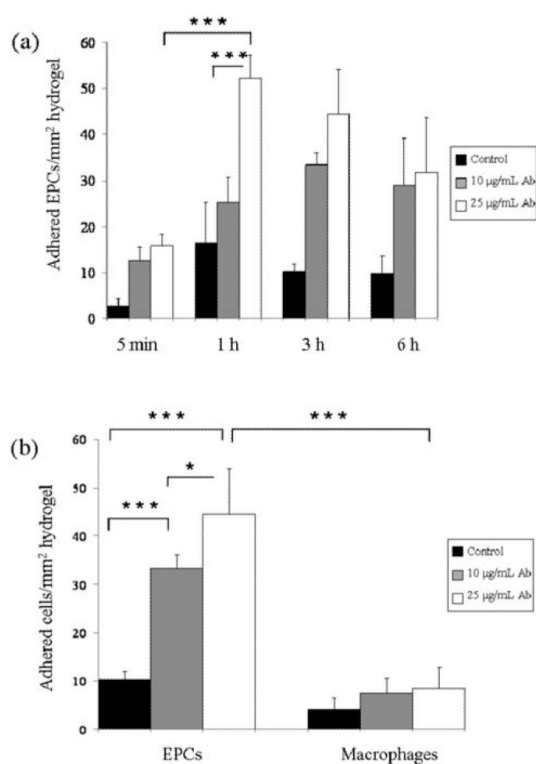 (a)
***
***
Adhered EPCs/mm² hydrogel
60
50
40
30
20
10
0
5 min 1 h 3 h 6 h
Control
10 µg/mL Ab
25 µg/mL Ab
(b)
*** ***
*
***
Adhered cells/mm² hydrogel
60
50
40
30
20
10
0
EPCs Macrophages
Control
10 µg/mL Ab
25 µg/mL Ab